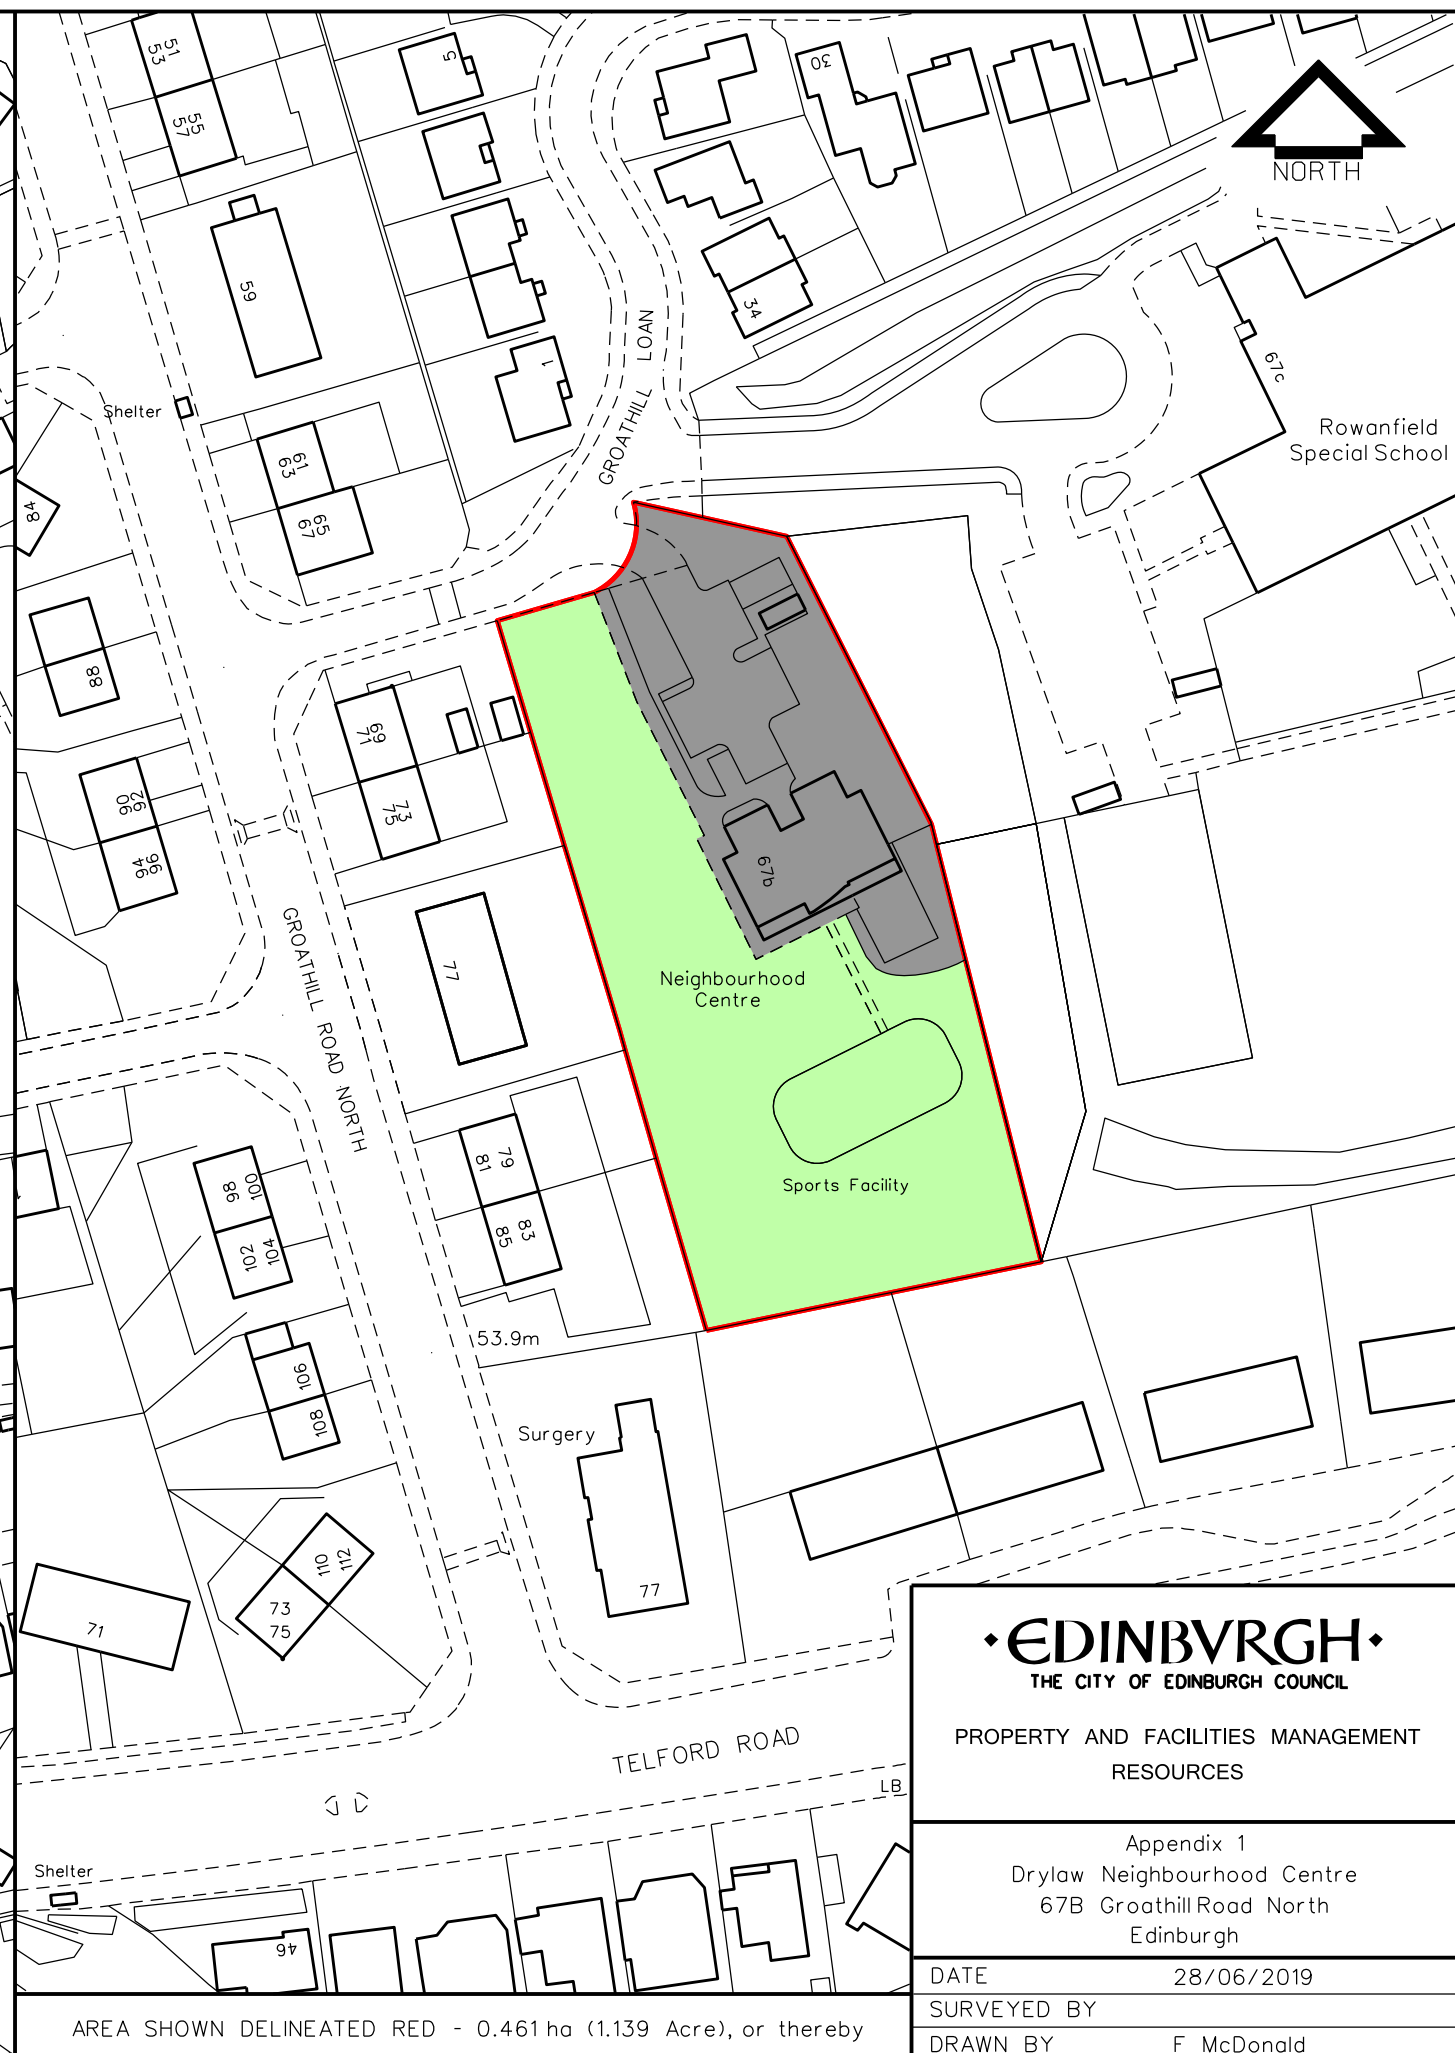 51
53
55
57
59
5
30
NORTH
34
1
GROATHILL LOAN
67c
Rowanfield
Special School
Shelter
61
63
65
67
84
88
69
71
73
75
92
90
96
94
67b
77
GROATHILL ROAD NORTH
Neighbourhood
Centre
Sports Facility
79
81
83
85
98
100
102
104
53.9m
106
108
Surgery
110
112
73
75
71
77
TELFORD ROAD
LB
Shelter
46
EDINBVRGH
THE CITY OF EDINBURGH COUNCIL
PROPERTY AND FACILITIES MANAGEMENT
RESOURCES
Appendix 1
Drylaw Neighbourhood Centre
67B Groathill Road North
Edinburgh
DATE 28/06/2019
SURVEYED BY
DRAWN BY F McDonald
AREA SHOWN DELINEATED RED - 0.461 ha (1.139 Acre), or thereby